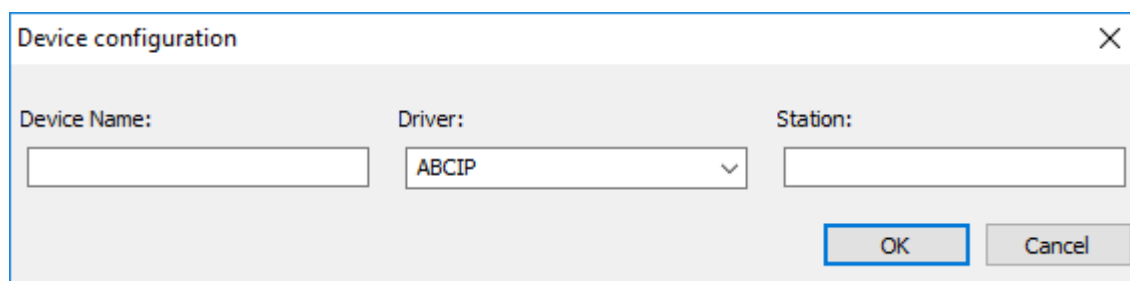 Device configuration
Device Name: Driver: Station:
ABCIP
OK Cancel